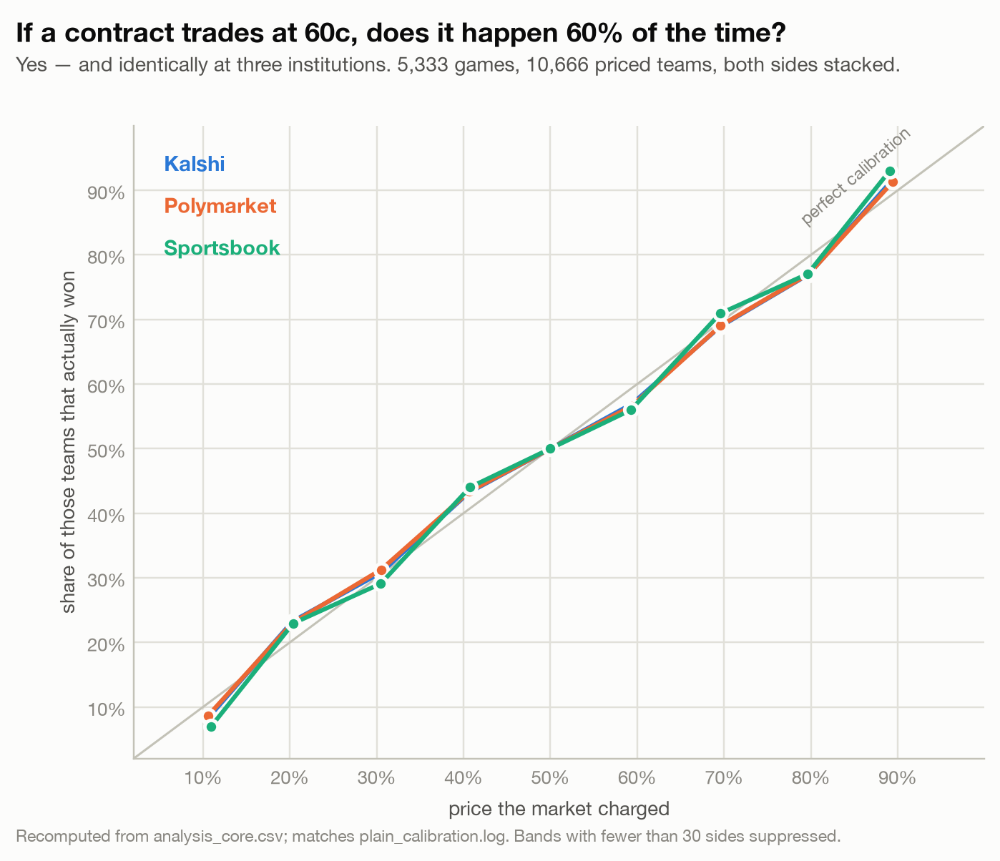 If a contract trades at 60c, does it happen 60% of the time?
Yes — and identically at three institutions. 5,333 games, 10,666 priced teams, both sides stacked.
Kalshi
Polymarket
Sportsbook
perfect calibration
90%
80%
70%
60%
50%
40%
30%
20%
10%
share of those teams that actually won
10%
20%
30%
40%
50%
60%
70%
80%
90%
price the market charged
Recomputed from analysis_core.csv; matches plain_calibration.log. Bands with fewer than 30 sides suppressed.